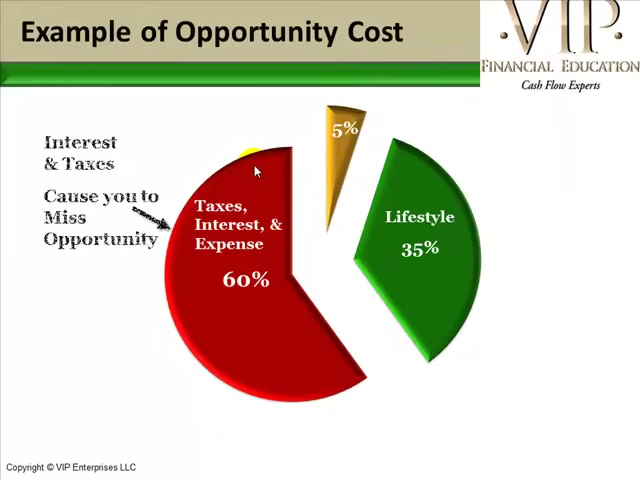 Example of Opportunity Cost
VIP
FINANCIAL EDUCATION
Cash Flow Experts
Interest
& Taxes
Cause you to
Miss
Opportunity
5%
Taxes,
Interest, &
Expense
60%
Lifestyle
35%
Copyright © VIP Enterprises LLC